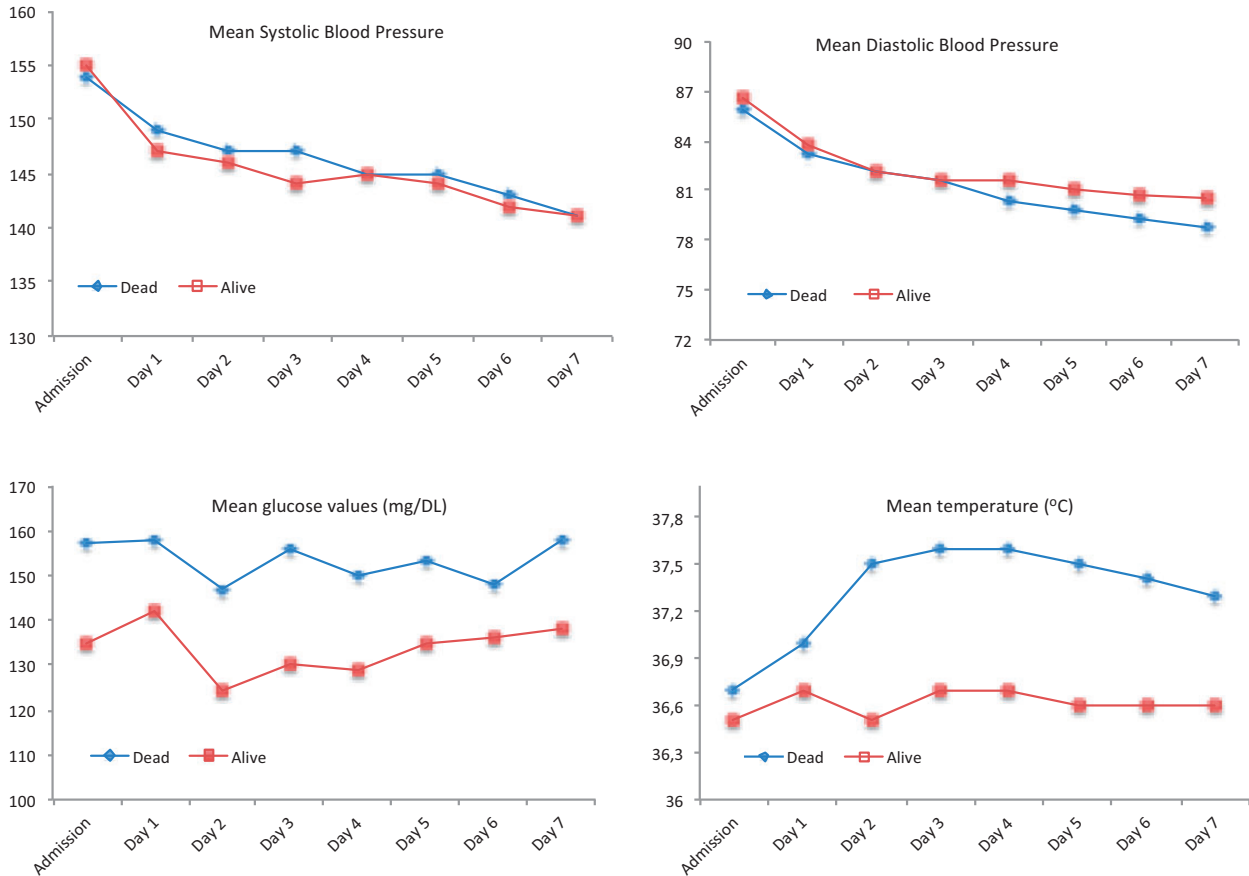 Mean Systolic Blood Pressure
160
155
150
145
140
135
130
Dead Alive
Admission Day 1 Day 2 Day 3 Day 4 Day 5 Day 6 Day 7
Mean Diastolic Blood Pressure
90
87
84
81
78
75
72
Dead Alive
Admission Day 1 Day 2 Day 3 Day 4 Day 5 Day 6 Day 7
Mean glucose values (mg/DL)
170
160
150
140
130
120
110
100
Dead Alive
Admission Day 1 Day 2 Day 3 Day 4 Day 5 Day 6 Day 7
Mean temperature (ºC)
37,8
37,5
37,2
36,9
36,6
36,3
36
Dead Alive
Admission Day 1 Day 2 Day 3 Day 4 Day 5 Day 6 Day 7